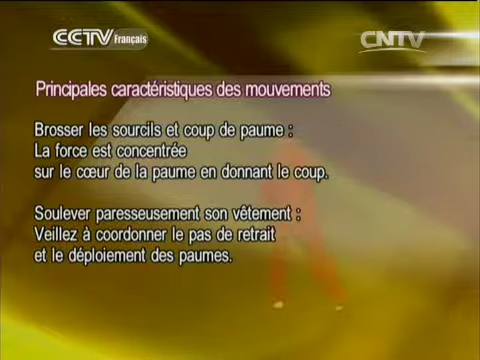 CCTV Français
CNTV
Principales caractéristiques des mouvements
Brosser les sourcils et coup de paume :
La force est concentrée
sur le cœur de la paume en donnant le coup.
Soulever paresseusement son vêtement :
Veillez à coordonner le pas de retrait
et le déploiement des paumes.